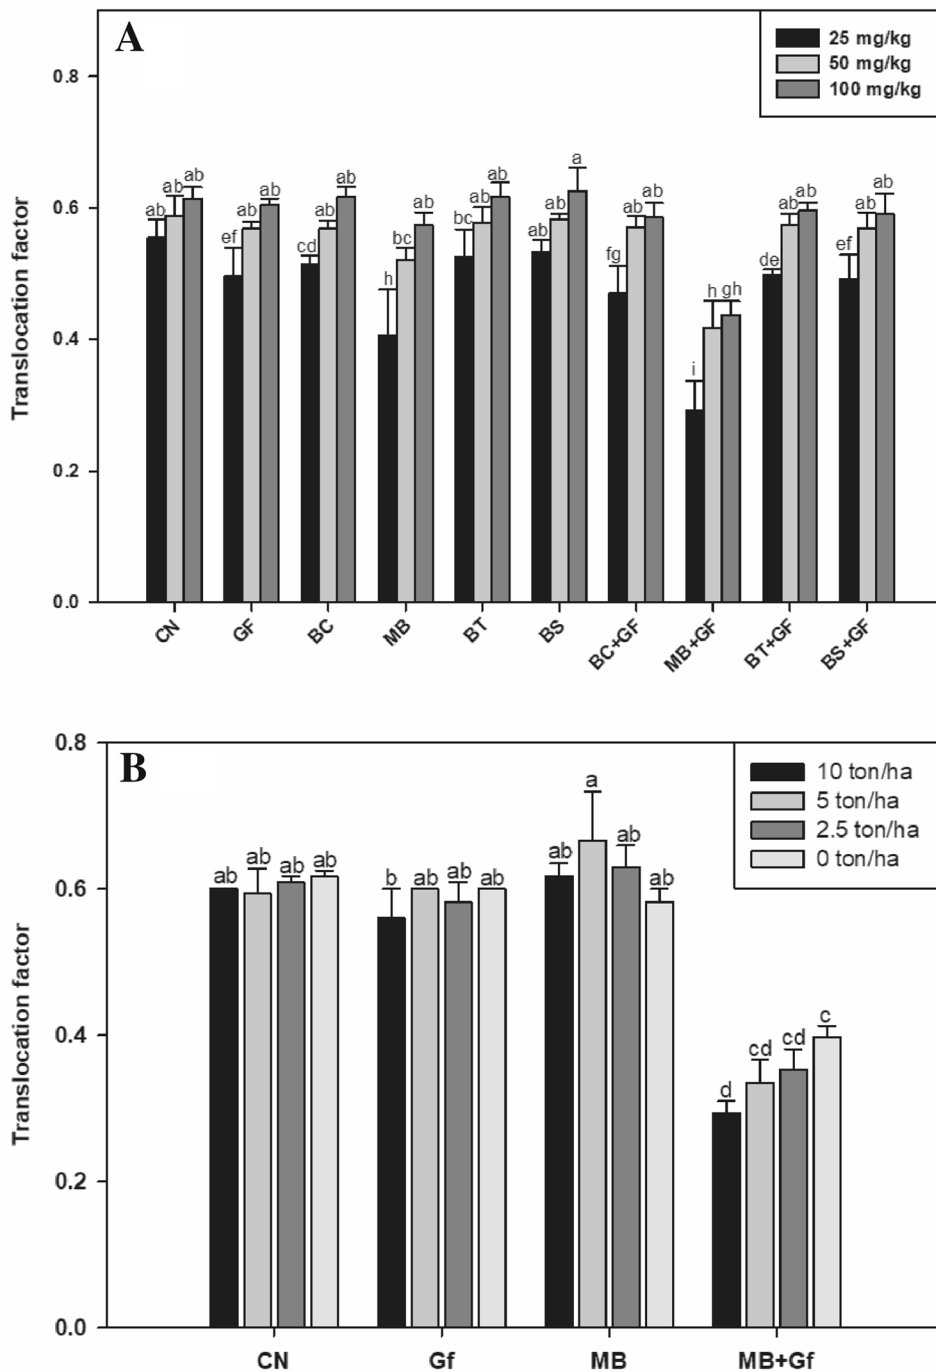 A
25 mg/kg
50 mg/kg
100 mg/kg
Translocation factor
0.8
0.6
0.4
0.2
0.0
ab ab ab
ef ab ab
cd ab ab
h bc ab
bc ab ab
ab ab a
fg ab ab
i h gh
de ab ab
ef ab ab
CN
GF
BC
MB
BT
BS
BC+GF
MB+GF
BT+GF
BS+GF
B
10 ton/ha
5 ton/ha
2.5 ton/ha
0 ton/ha
Translocation factor
0.8
0.6
0.4
0.2
0.0
ab ab ab ab
b ab ab ab
ab a ab ab
d cd cd c
CN
Gf
MB
MB+Gf